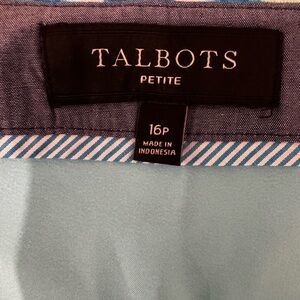 TALBOTS
PETITE
16P
MADE IN
INDONESIA